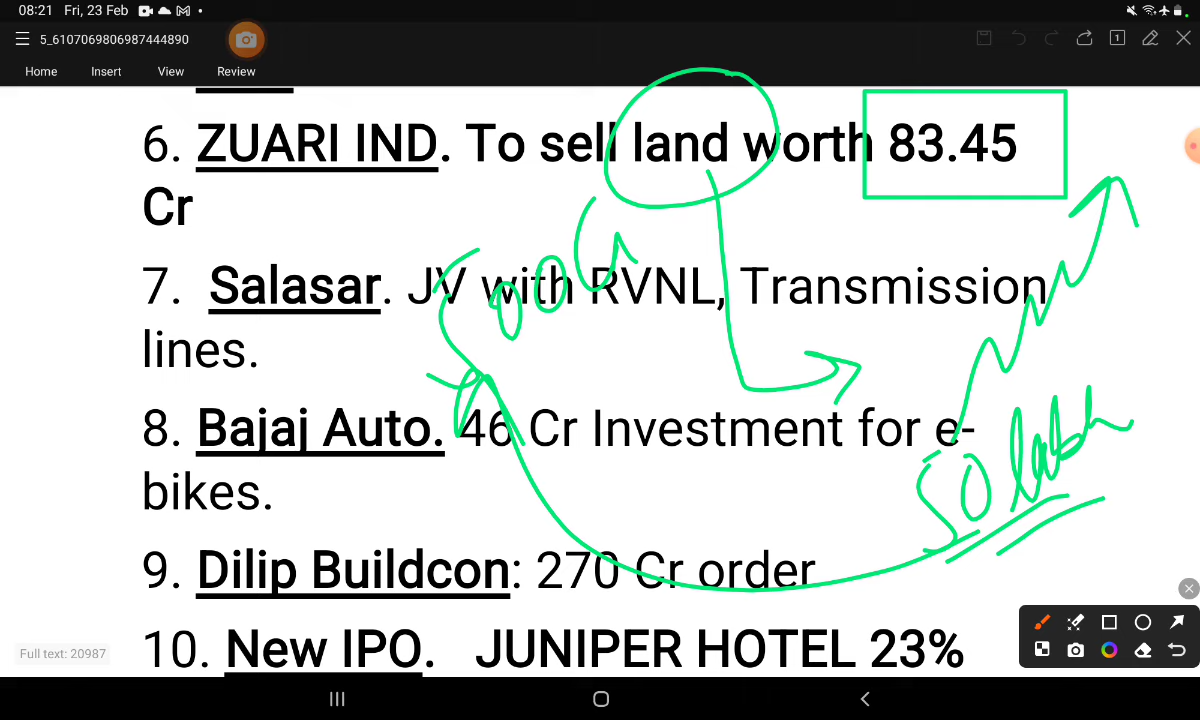 08:21 Fri, 23 Feb
5_6107069806987444890
1
Home Insert View Review
6. ZUARI IND. To sell land worth 83.45
Cr
7. Salasar. JV with RVNL, Transmission
lines.
8. Bajaj Auto. 46 Cr Investment for e-
bikes.
50 lakh
9. Dilip Buildcon: 270 Cr order
10. New IPO. JUNIPER HOTEL 23%
Full text: 20987